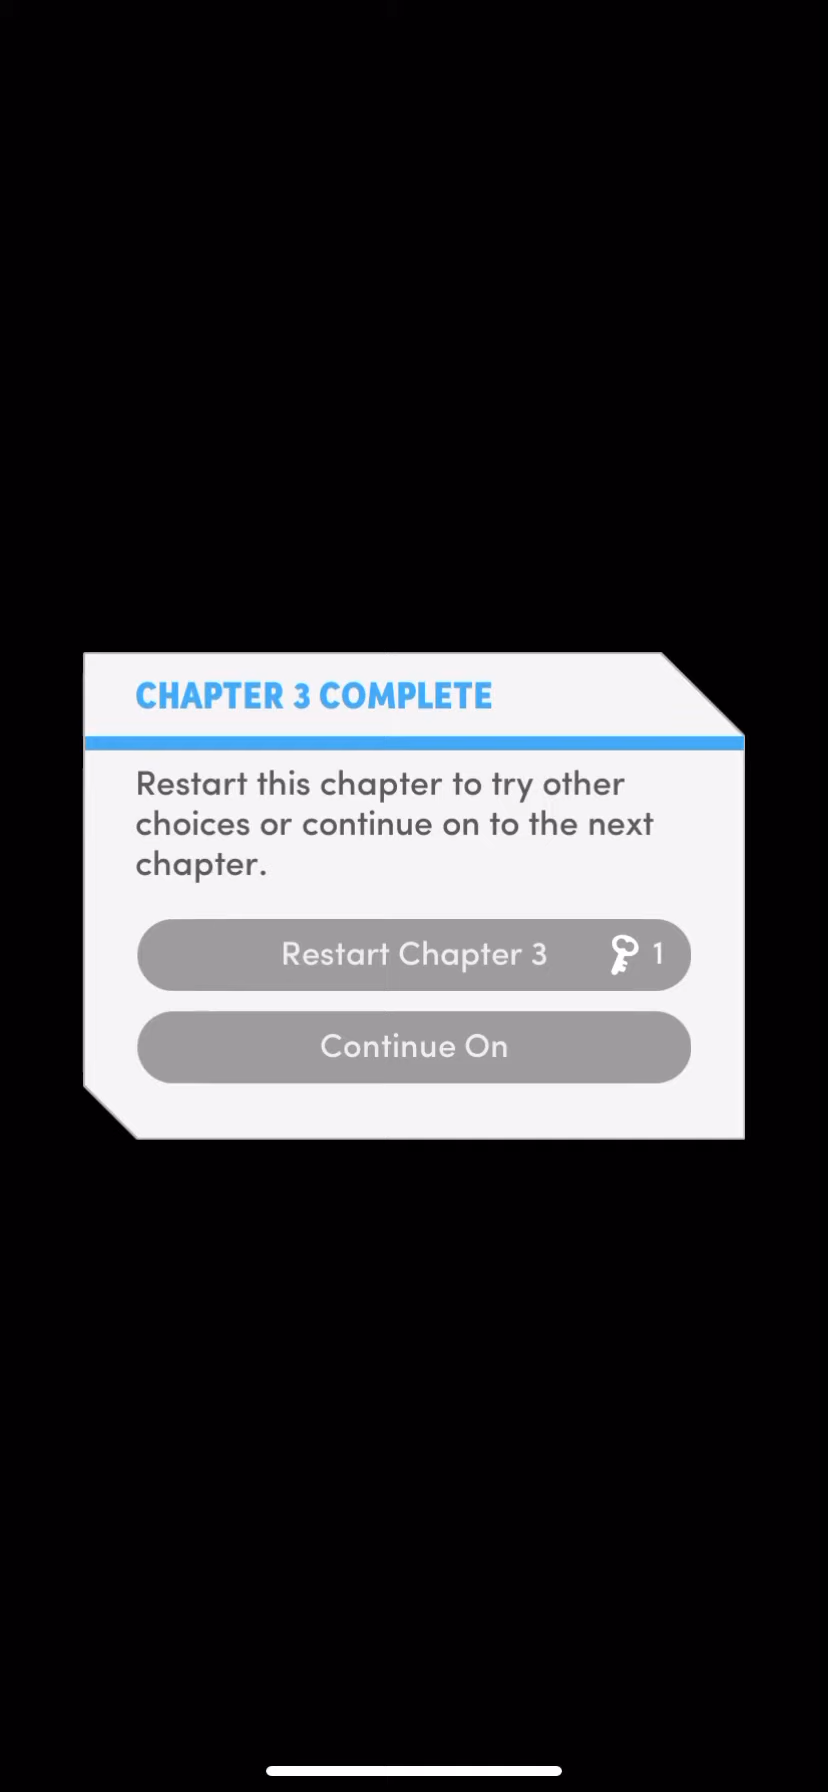 CHAPTER 3 COMPLETE
Restart this chapter to try other
choices or continue on to the next
chapter.
Restart Chapter 3 1
Continue On